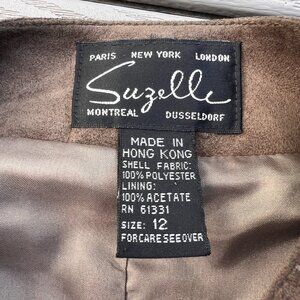 PARIS NEW YORK LONDON
Suzelle
MONTREAL DUSSELDORF
MADE IN
HONG KONG
SHELL FABRIC:
100% POLYESTER
LINING:
100% ACETATE
RN 61331
SIZE: 12
FOR CARE SEE OVER